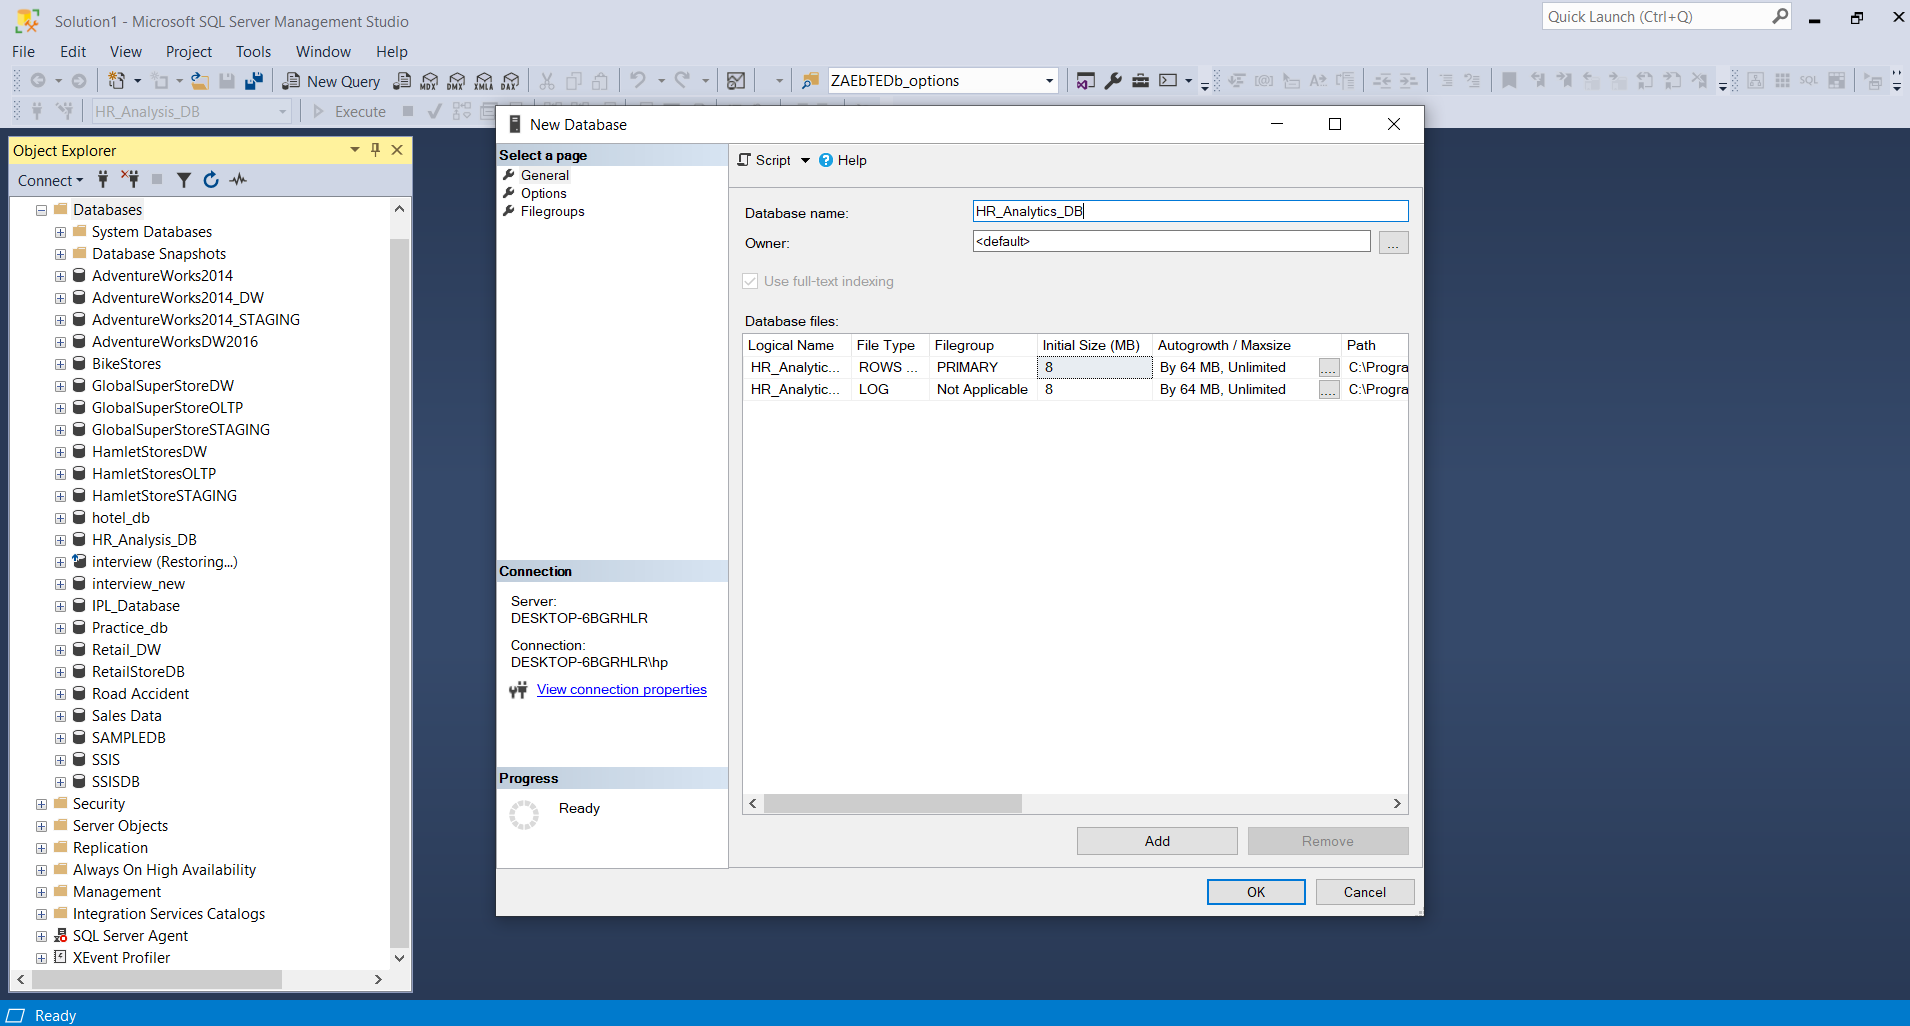 Solution1 - Microsoft SQL Server Management Studio
Quick Launch (Ctrl+Q)
File Edit View Project Tools Window Help
New Query MDX DMX XMLA DAX ZAEbTEDb_options SQL
HR_Analysis_DB Execute
Object Explorer
Connect
Databases
System Databases
Database Snapshots
AdventureWorks2014
AdventureWorks2014_DW
AdventureWorks2014_STAGING
AdventureWorksDW2016
BikeStores
GlobalSuperStoreDW
GlobalSuperStoreOLTP
GlobalSuperStoreSTAGING
HamletStoresDW
HamletStoresOLTP
HamletStoreSTAGING
hotel_db
HR_Analysis_DB
interview (Restoring...)
interview_new
IPL_Database
Practice_db
Retail_DW
RetailStoreDB
Road Accident
Sales Data
SAMPLEDB
SSIS
SSISDB
Security
Server Objects
Replication
Always On High Availability
Management
Integration Services Catalogs
SQL Server Agent
XEvent Profiler
New Database
Select a page
General
Options
Filegroups
Connection
Server:
DESKTOP-6BGRHLR
Connection:
DESKTOP-6BGRHLR\hp
View connection properties
Progress
Ready
Script Help
Database name: HR_Analytics_DB
Owner: <default> ...
Use full-text indexing
Database files:
Logical Name File Type Filegroup Initial Size (MB) Autogrowth / Maxsize Path
HR_Analytic... ROWS ... PRIMARY 8 By 64 MB, Unlimited .... C:\Progra
HR_Analytic... LOG Not Applicable 8 By 64 MB, Unlimited .... C:\Progra
Add Remove
OK Cancel
Ready